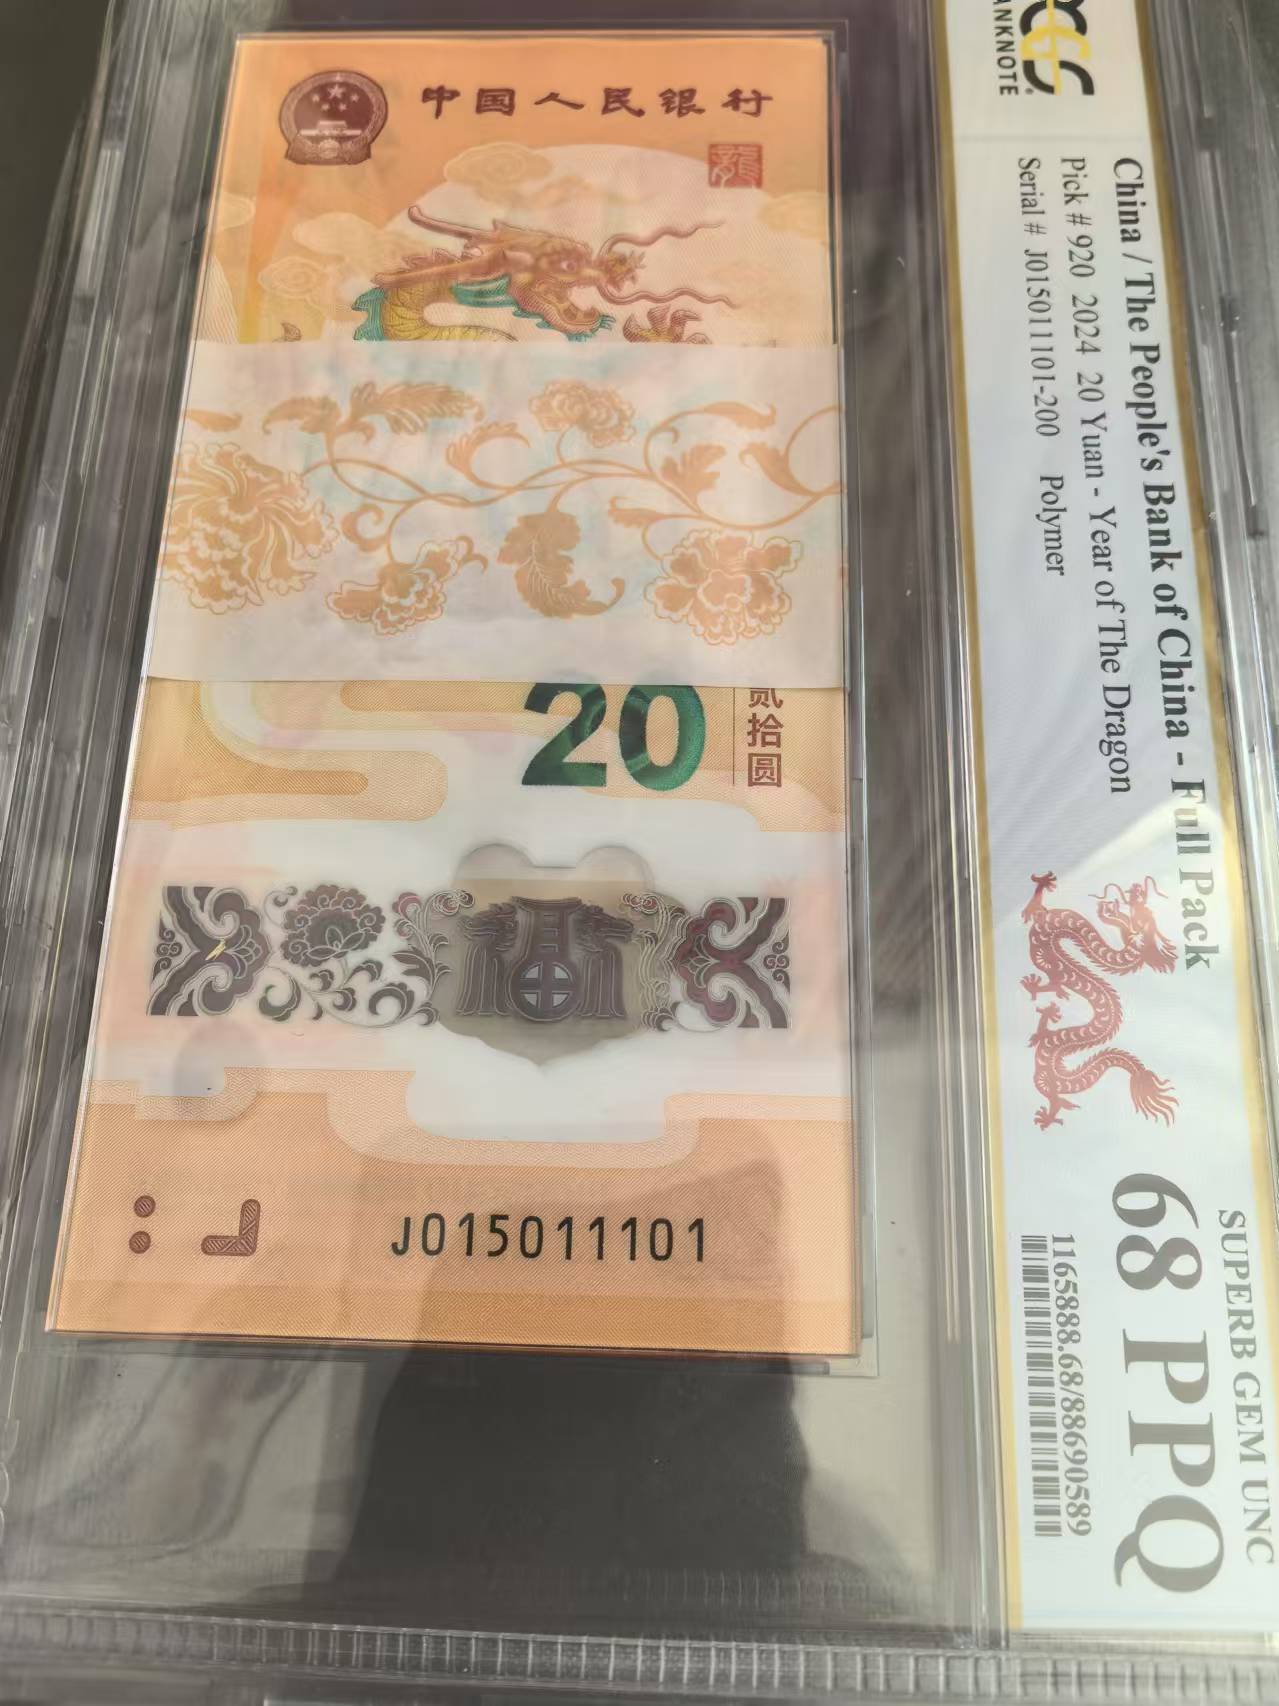 中国人民银行
龍
20
贰拾圆
福
J015011101
CGS
BANKNOTE
China / The People's Bank of China - Full Pack
Pick # 920 2024 20 Yuan - Year of The Dragon
Serial # J015011101-200 Polymer
SUPERB GEM UNC
68 PPQ
1165888.68/88690589